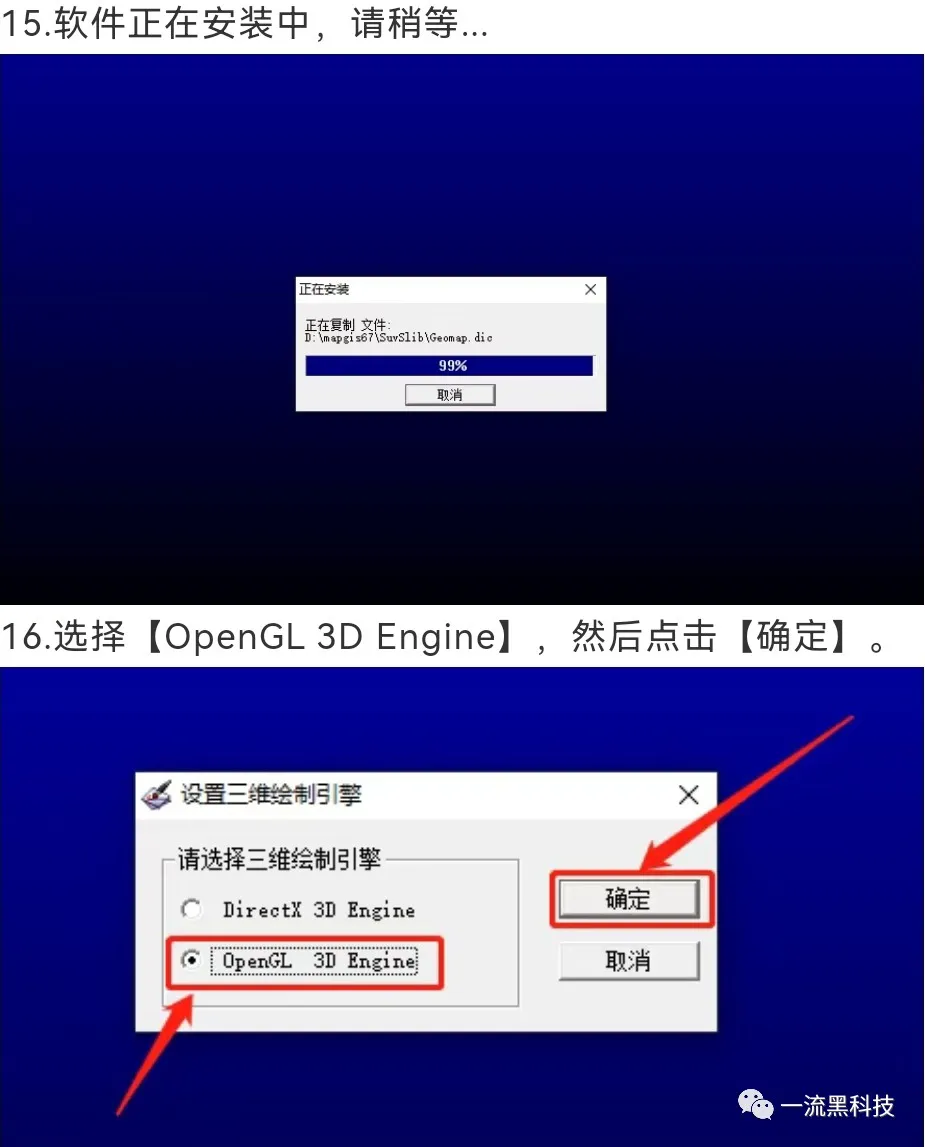 15.软件正在安装中，请稍等...
正在安装
正在复制 文件:
D:\mapgis67\SuvSlib\Geomap.dic
99%
取消
16.选择【OpenGL 3D Engine】，然后点击【确定】。
设置三维绘制引擎
请选择三维绘制引擎
DirectX 3D Engine
确定
OpenGL 3D Engine
取消
一流黑科技